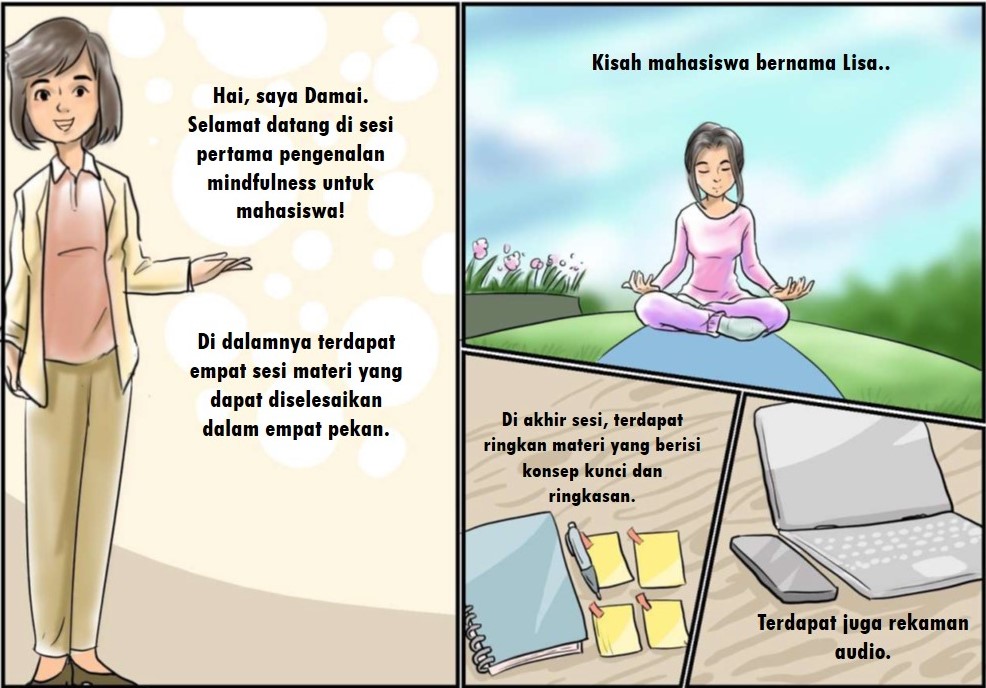 Hai, saya Damai.
Selamat datang di sesi
pertama pengenalan
mindfulness untuk
mahasiswa!
Di dalamnya terdapat
empat sesi materi yang
dapat diselesaikan
dalam empat pekan.
Kisah mahasiswa bernama Lisa..
Di akhir sesi, terdapat
ringkan materi yang berisi
konsep kunci dan
ringkasan.
Terdapat juga rekaman
audio.